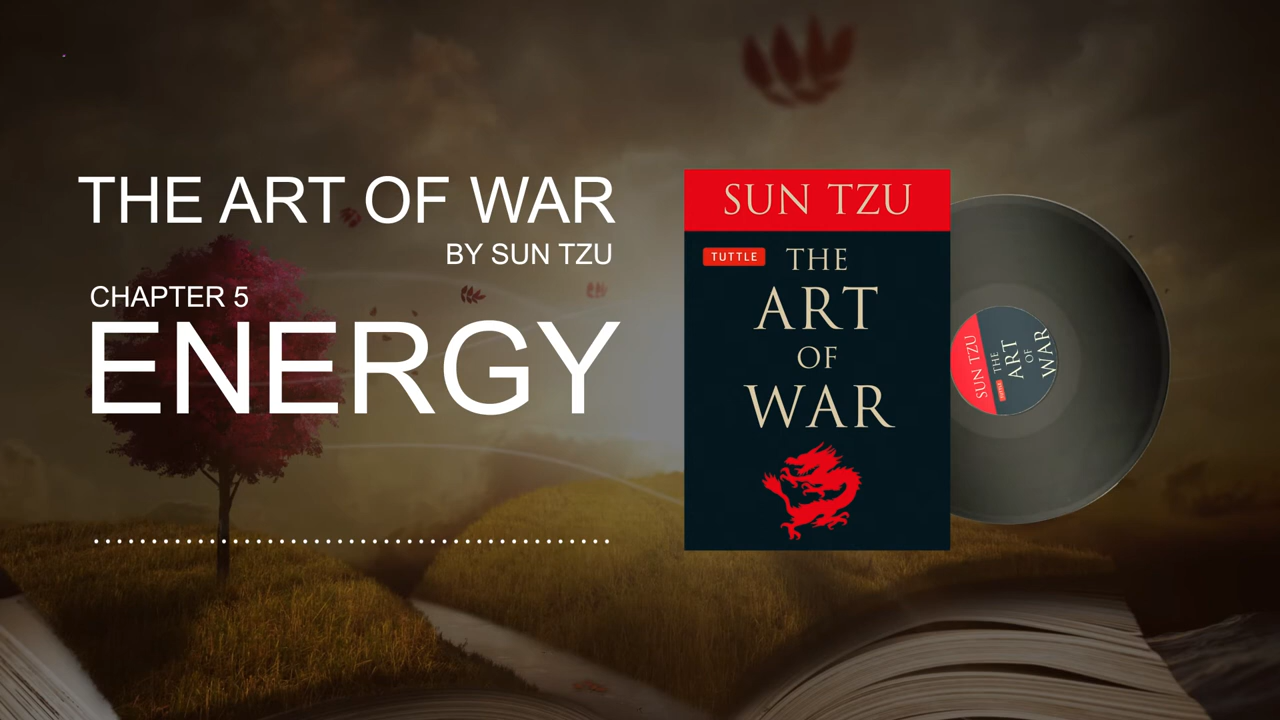 THE ART OF WAR
BY SUN TZU
CHAPTER 5
ENERGY
SUN TZU
TUTTLE
THE
ART
OF
WAR
SUN TZU
TUTTLE
THE
ART
OF
WAR